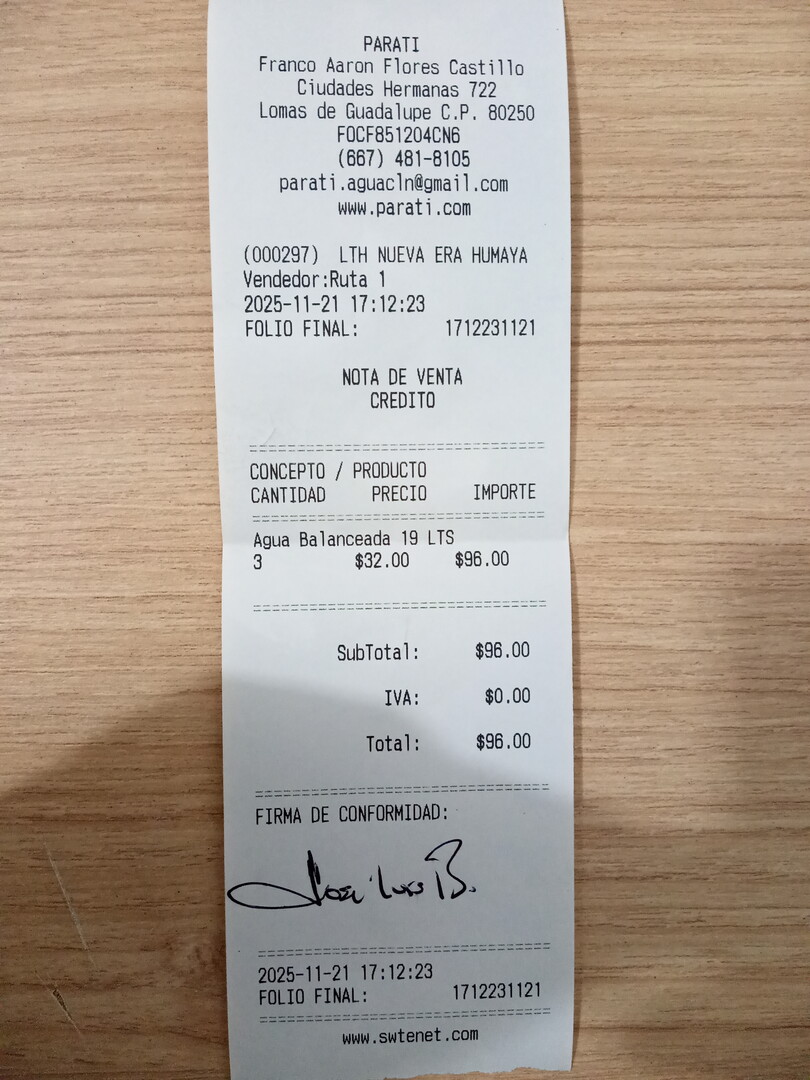 PARATI
Franco Aaron Flores Castillo
Ciudades Hermanas 722
Lomas de Guadalupe C.P. 80250
FOCF851204CN6
(667) 481-8105
parati.aguacln@gmail.com
www.parati.com
(000297) LTH NUEVA ERA HUMAYA
Vendedor:Ruta 1
2025-11-21 17:12:23
FOLIO FINAL: 1712231121
NOTA DE VENTA
CREDITO
CONCEPTO / PRODUCTO
CANTIDAD PRECIO IMPORTE
Agua Balanceada 19 LTS
3 $32.00 $96.00
SubTotal: $96.00
IVA: $0.00
Total: $96.00
FIRMA DE CONFORMIDAD:
Jose Luis B.
2025-11-21 17:12:23
FOLIO FINAL: 1712231121
www.swtenet.com